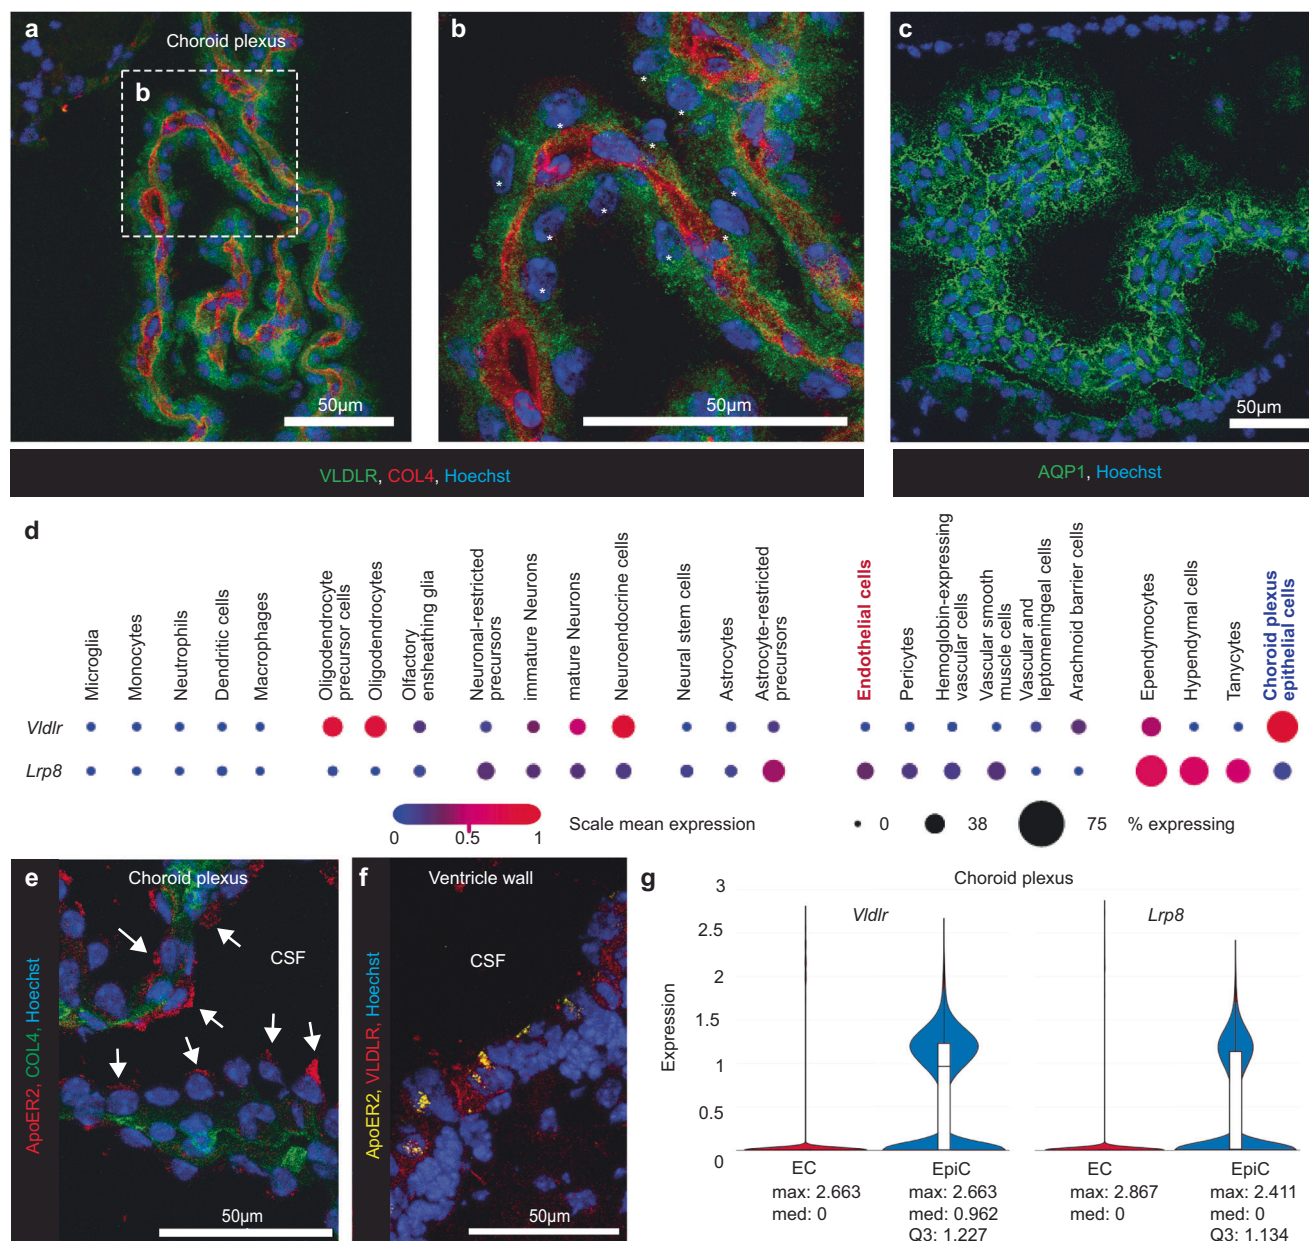 a
Choroid plexus
b
50µm
b
* * * * * * * * * * *
50µm
c
50µm
VLDLR, COL4, Hoechst
AQP1, Hoechst
d
Microglia
Monocytes
Neutrophils
Dendritic cells
Macrophages
Oligodendrocyte
precursor cells
Oligodendrocytes
Olfactory
ensheathing glia
Neuronal-restricted
precursors
immature Neurons
mature Neurons
Neuroendocrine cells
Neural stem cells
Astrocytes
Astrocyte-restricted
precursors
Endothelial cells
Pericytes
Hemoglobin-expressing
vascular cells
Vascular smooth
muscle cells
Vascular and
leptomeningeal cells
Arachnoid barrier cells
Ependymocytes
Hypendymal cells
Tanycytes
Choroid plexus
epithelial cells
Vldlr
Lrp8
0 0.5 1 Scale mean expression
0 38 75 % expressing
e
Choroid plexus
CSF
ApoER2, COL4, Hoechst
50µm
f
Ventricle wall
CSF
ApoER2, VLDLR, Hoechst
50µm
g
Choroid plexus
Vldlr Lrp8
Expression
3
2.5
2
1.5
1
0.5
0
EC EpiC EC EpiC
max: 2.663 max: 2.663 max: 2.867 max: 2.411
med: 0 med: 0.962 med: 0 med: 0
Q3: 1.227 Q3: 1.134